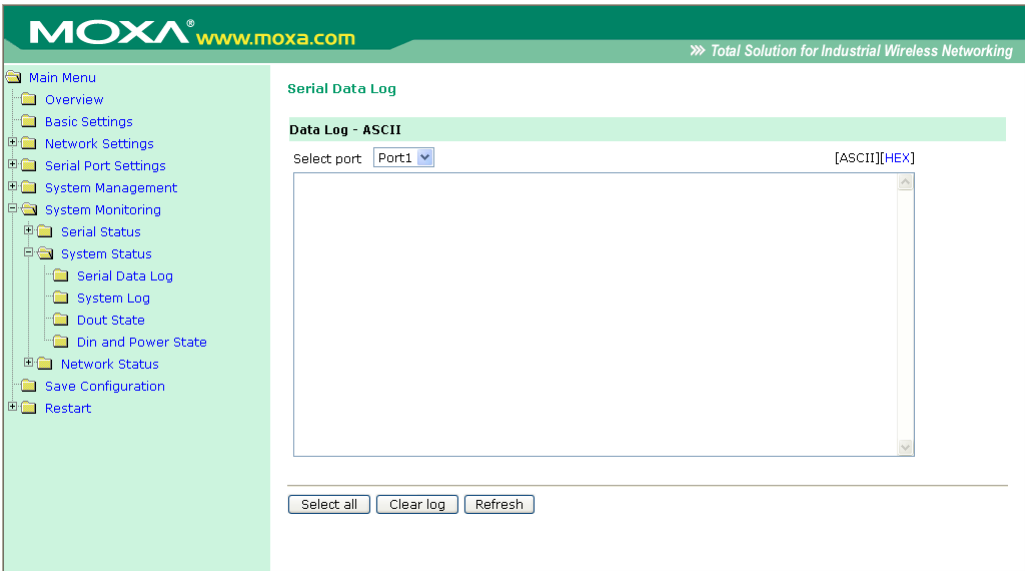 MOXA® www.moxa.com
Total Solution for Industrial Wireless Networking
Main Menu
Overview
Basic Settings
Network Settings
Serial Port Settings
System Management
System Monitoring
Serial Status
System Status
Serial Data Log
System Log
Dout State
Din and Power State
Network Status
Save Configuration
Restart
Serial Data Log
Data Log - ASCII
Select port Port1 [ASCII][HEX]
Select all Clear log Refresh